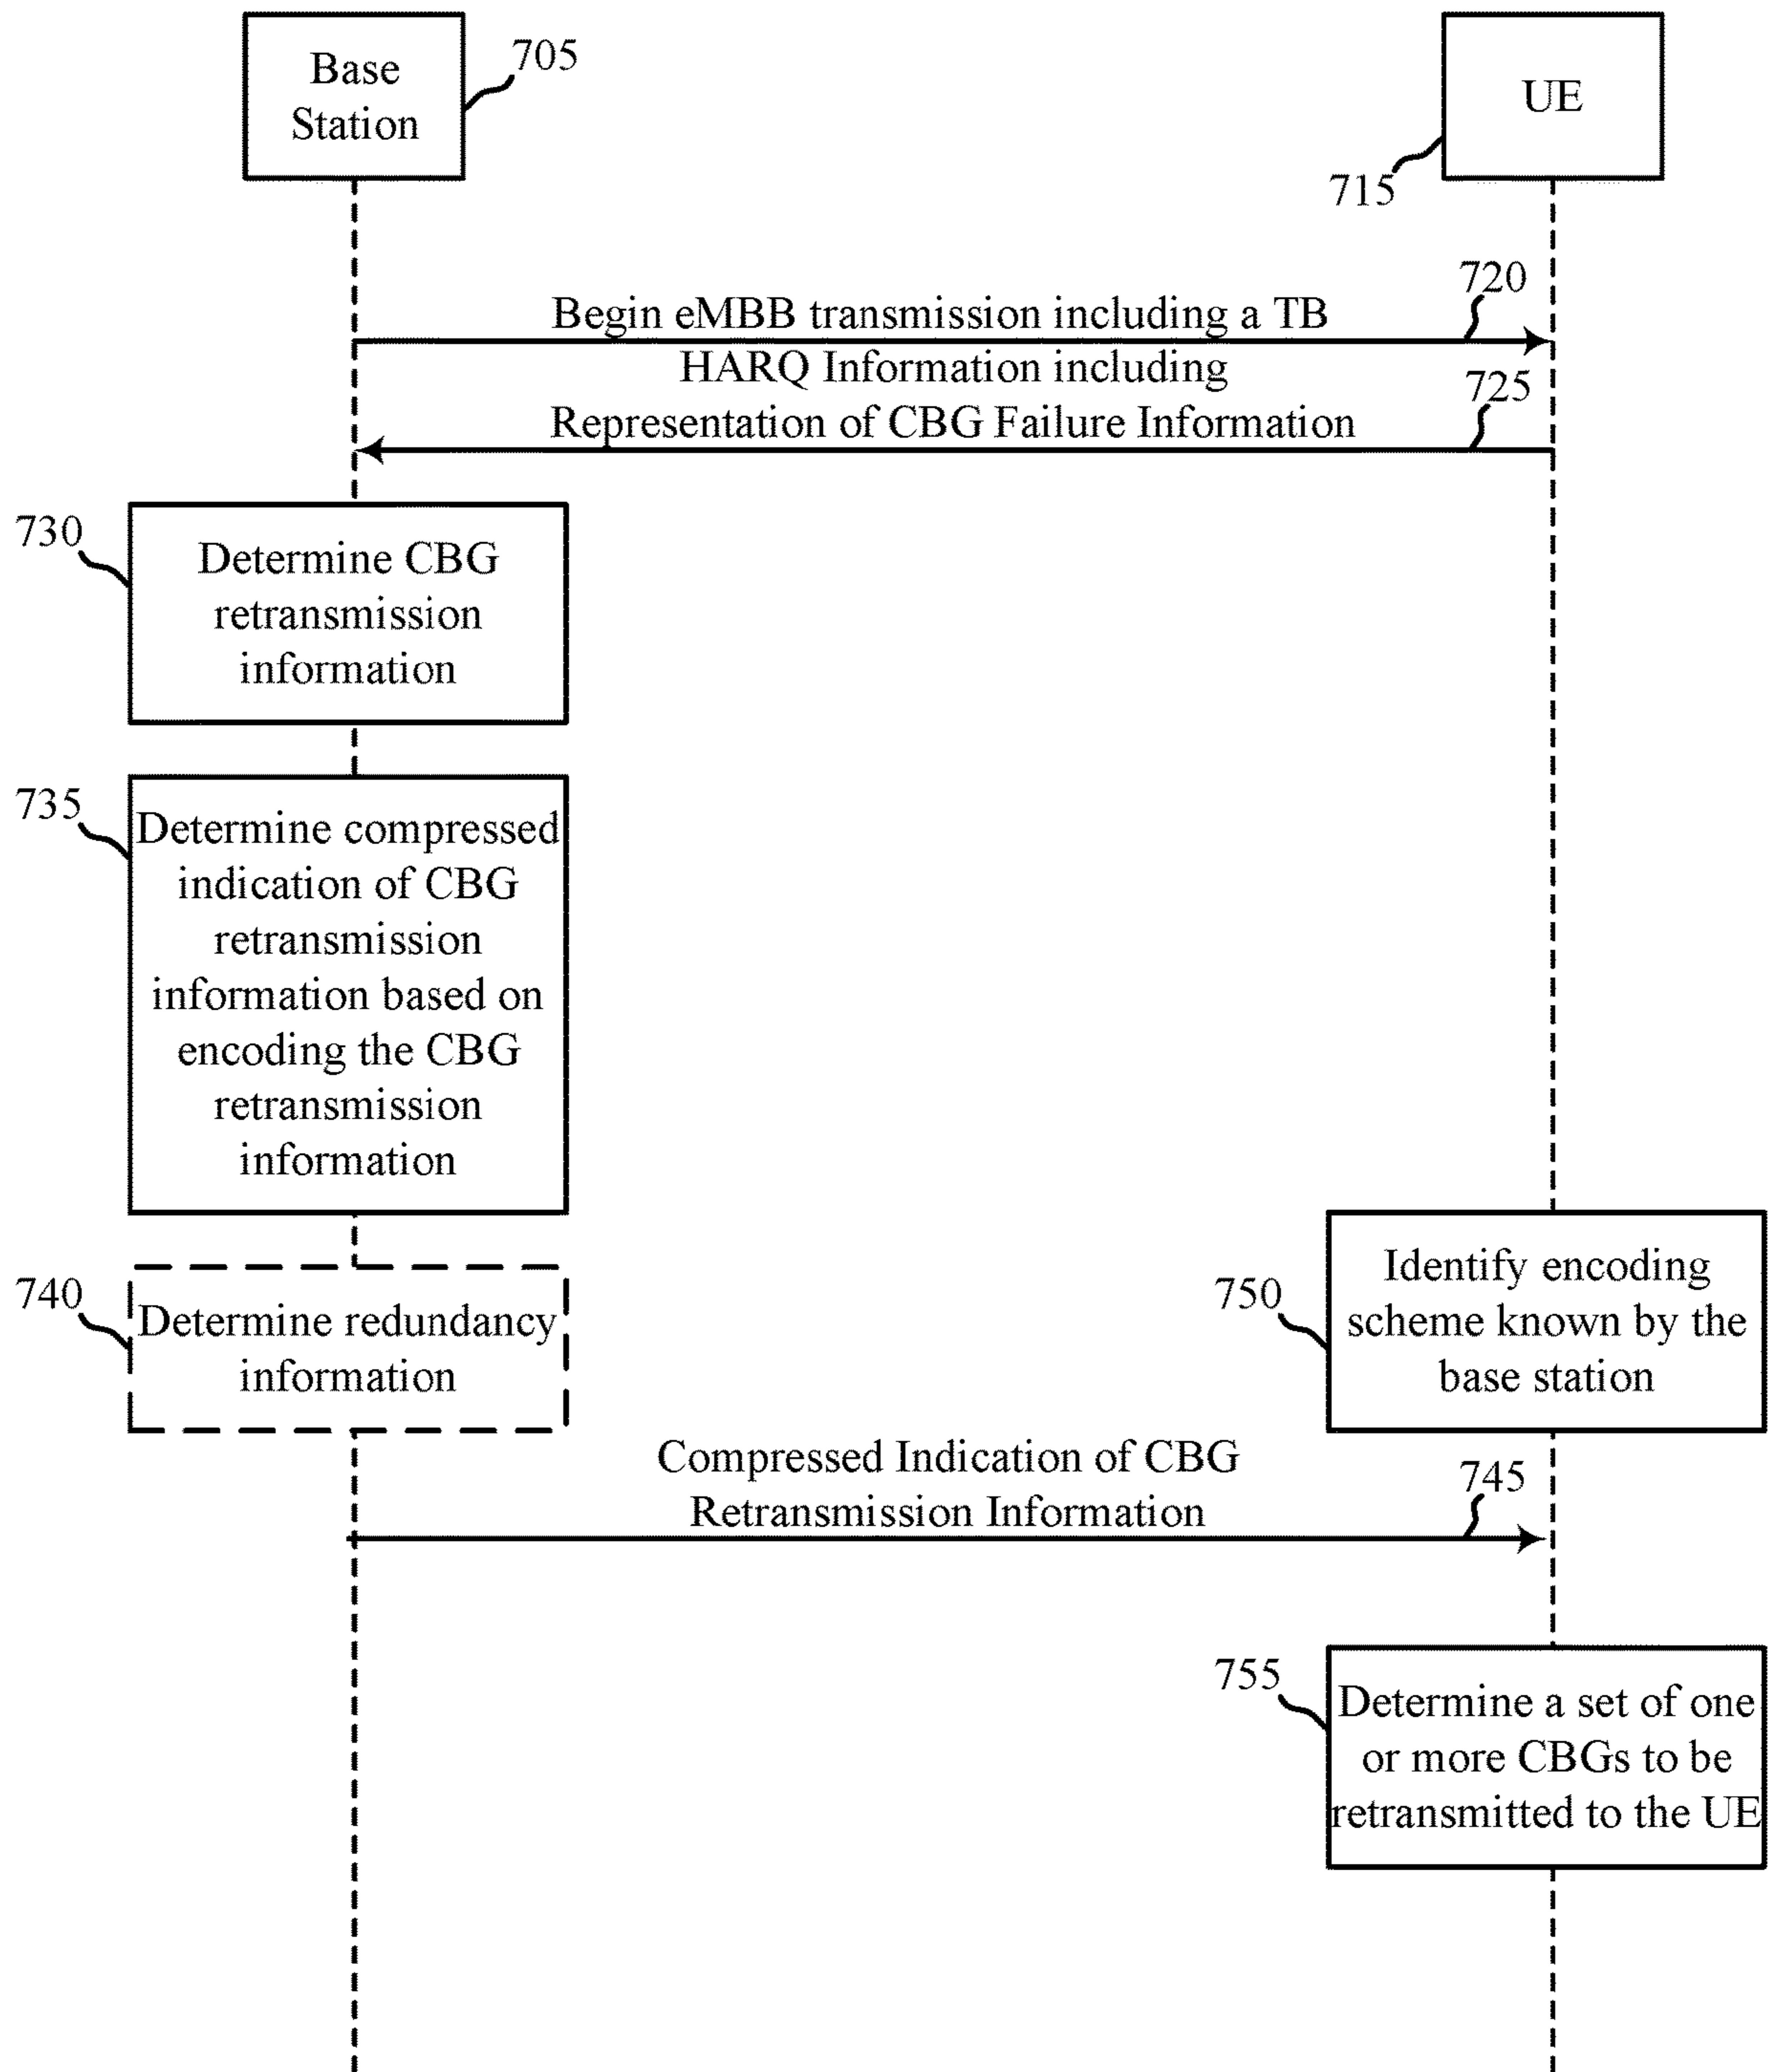 Base
Station
705
UE
715
720
Begin eMBB transmission including a TB
HARQ Information including
725
Representation of CBG Failure Information
730
Determine CBG
retransmission
information
735
Determine compressed
indication of CBG
retransmission
information based on
encoding the CBG
retransmission
information
740
Determine redundancy
information
750
Identify encoding
scheme known by the
base station
Compressed Indication of CBG
745
Retransmission Information
755
Determine a set of one
or more CBGs to be
retransmitted to the UE